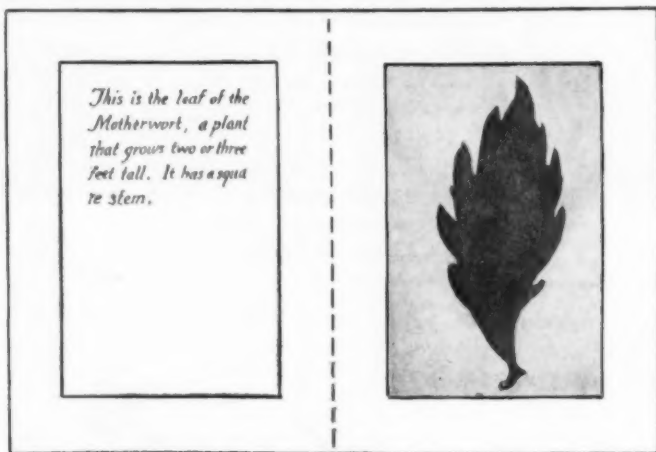 This is the leaf of the
Motherwort, a plant
that grows two or three
feet tall. It has a squa
re stem.